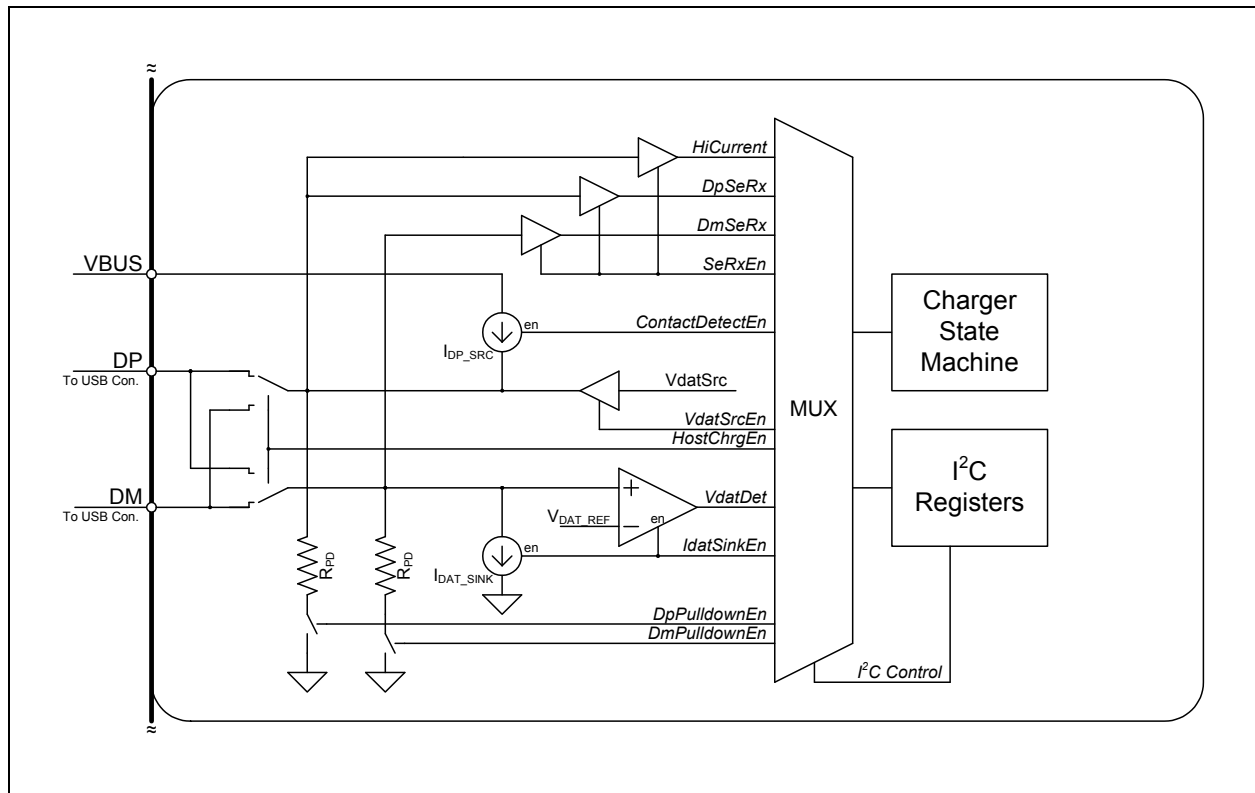 ≈
HiCurrent
DpSeRx
DmSeRx
VBUS
SeRxEn
Charger
State
Machine
en
ContactDetectEn
I_DP_SRC
DP
To USB Con.
VdatSrc
MUX
VdatSrcEn
HostChrgEn
I²C
Registers
DM
To USB Con.
+
VdatDet
V_DAT_REF
−
en
en
IdatSinkEn
R_PD
R_PD
I_DAT_SINK
DpPulldownEn
DmPulldownEn
I²C Control
≈